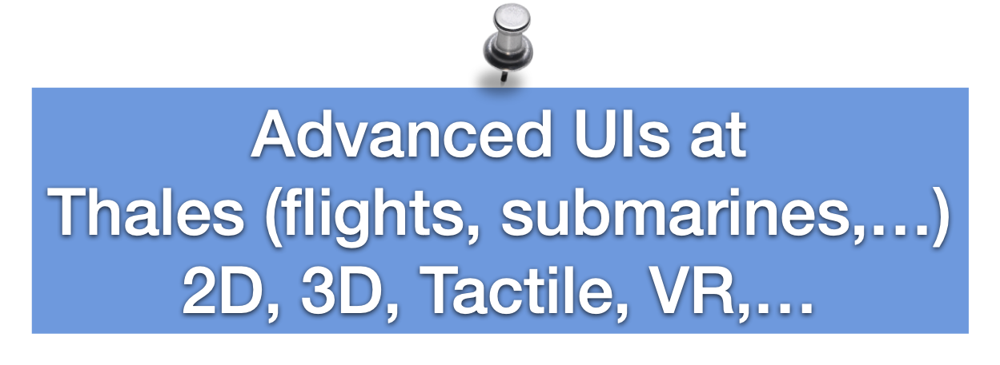 Advanced UIs at
Thales (flights, submarines,…)
2D, 3D, Tactile, VR,…